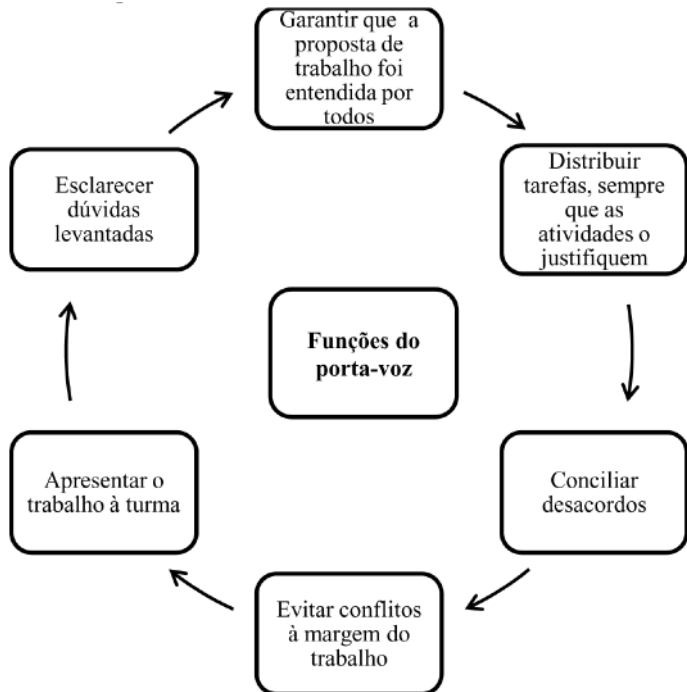 Garantir que a
proposta de
trabalho foi
entendida por
todos
Distribuir
tarefas, sempre
que as
atividades o
justifiquem
Conciliar
desacordos
Evitar conflitos
à margem do
trabalho
Apresentar o
trabalho à turma
Esclarecer
dúvidas
levantadas
Funções do
porta-voz